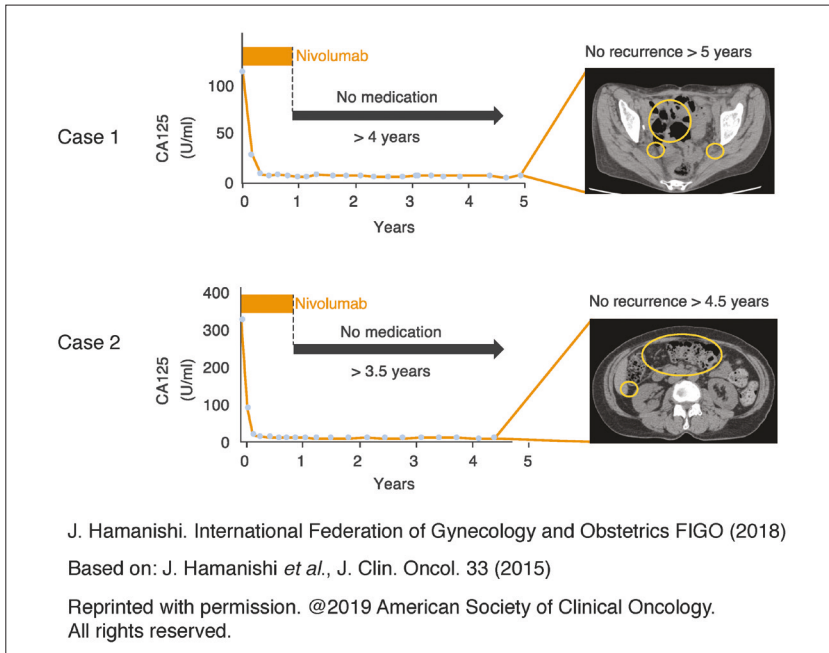 Case 1
Nivolumab
No medication
> 4 years
CA125
(U/ml)
100
50
0
0 1 2 3 4 5
Years
No recurrence > 5 years
Case 2
Nivolumab
No medication
> 3.5 years
CA125
(U/ml)
400
300
200
100
0
0 1 2 3 4 5
Years
No recurrence > 4.5 years
J. Hamanishi. International Federation of Gynecology and Obstetrics FIGO (2018)
Based on: J. Hamanishi et al., J. Clin. Oncol. 33 (2015)
Reprinted with permission. @2019 American Society of Clinical Oncology.
All rights reserved.